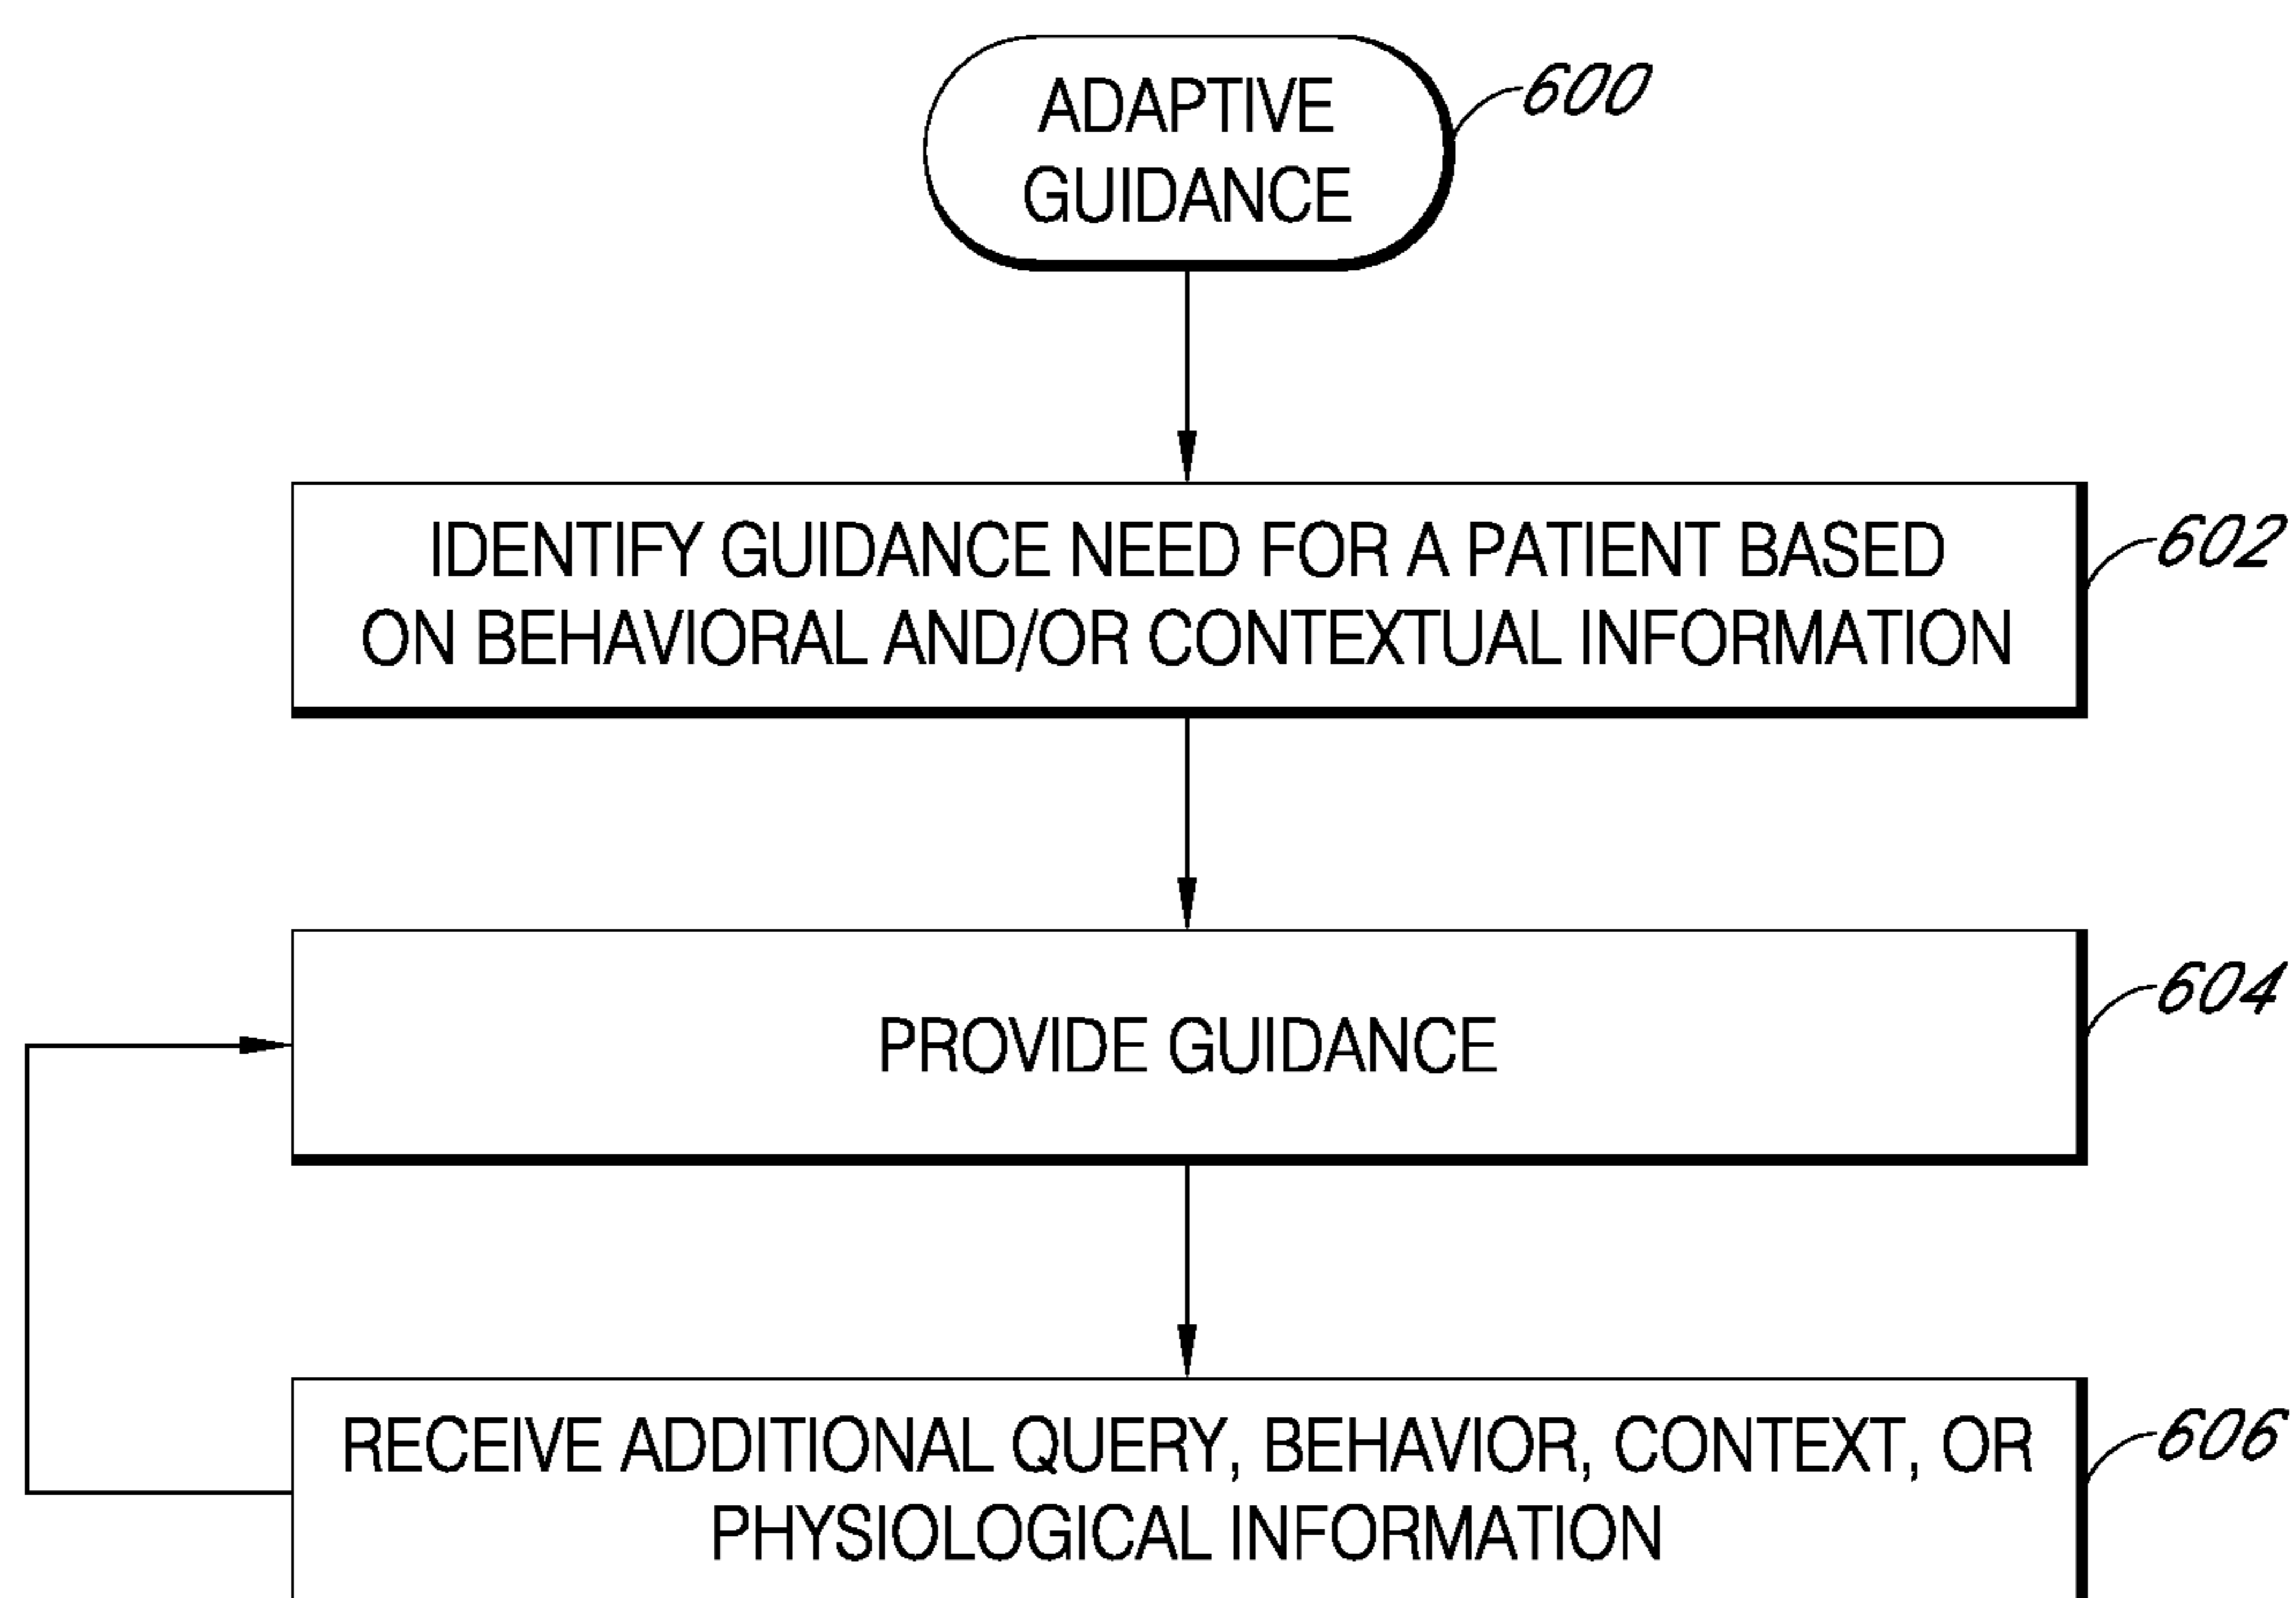 ADAPTIVE
GUIDANCE
600
IDENTIFY GUIDANCE NEED FOR A PATIENT BASED
ON BEHAVIORAL AND/OR CONTEXTUAL INFORMATION
602
PROVIDE GUIDANCE
604
RECEIVE ADDITIONAL QUERY, BEHAVIOR, CONTEXT, OR
PHYSIOLOGICAL INFORMATION
606